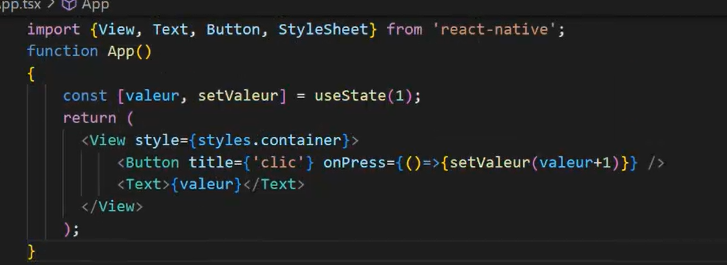 App.tsx > App
import {View, Text, Button, StyleSheet} from 'react-native';
function App()
{
const [valeur, setValeur] = useState(1);
return (
<View style={styles.container}>
<Button title={'clic'} onPress={()=>{setValeur(valeur+1)}} />
<Text>{valeur}</Text>
</View>
);
}